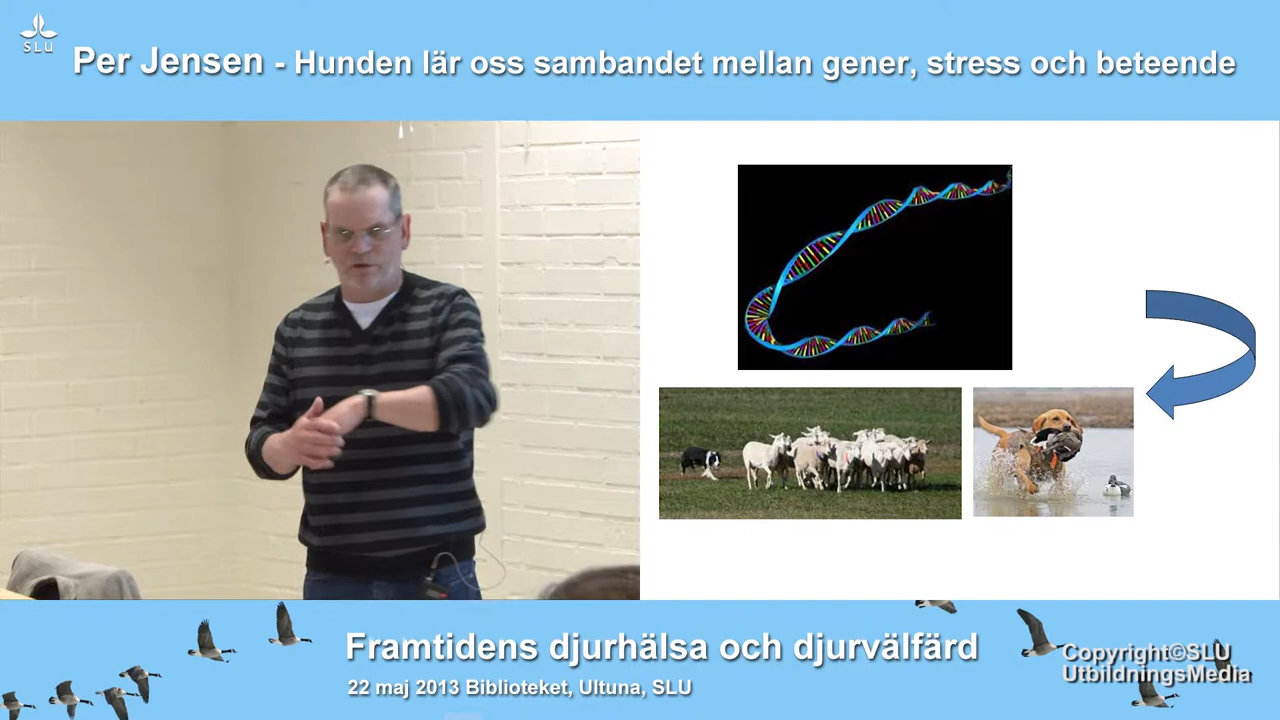 SLU
Per Jensen - Hunden lär oss sambandet mellan gener, stress och beteende
Framtidens djurhälsa och djurvälfärd
22 maj 2013 Biblioteket, Ultuna, SLU
Copyright©SLU
UtbildningsMedia